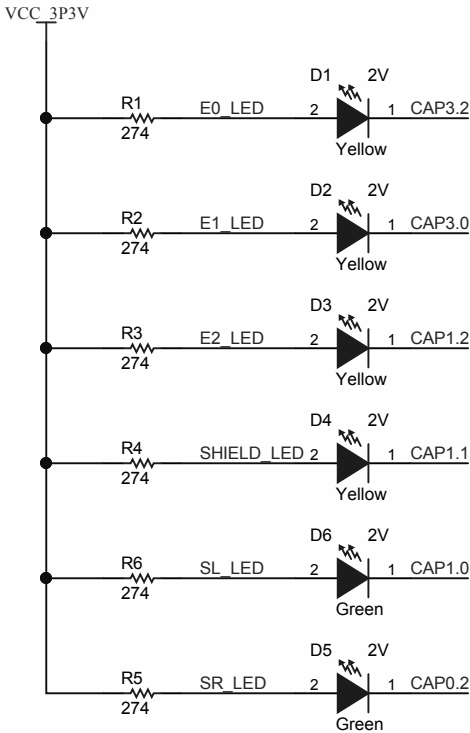 VCC_3P3V
D1 2V
R1 E0_LED 2 1 CAP3.2
274
Yellow
D2 2V
R2 E1_LED 2 1 CAP3.0
274
Yellow
D3 2V
R3 E2_LED 2 1 CAP1.2
274
Yellow
D4 2V
R4 SHIELD_LED 2 1 CAP1.1
274
Yellow
D6 2V
R6 SL_LED 2 1 CAP1.0
274
Green
D5 2V
R5 SR_LED 2 1 CAP0.2
274
Green